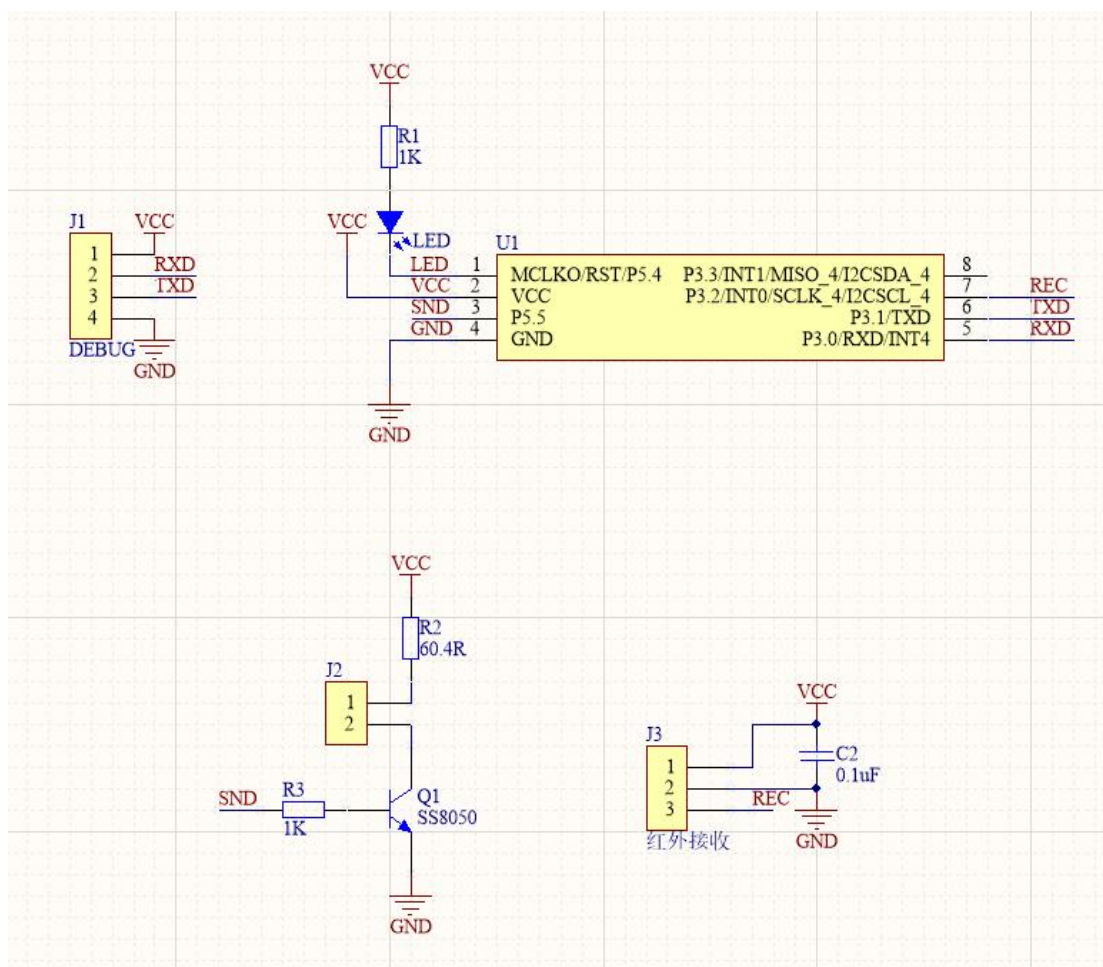 VCC
R1
1K
LED
J1
VCC
1
2
3
4
RXD
TXD
DEBUG
GND
VCC
U1
LED 1 MCLKO/RST/P5.4
VCC 2 VCC
SND 3 P5.5
GND 4 GND
P3.3/INT1/MISO_4/I2CSDA_4 8
P3.2/INT0/SCLK_4/I2CSCL_4 7 REC
P3.1/TXD 6 TXD
P3.0/RXD/INT4 5 RXD
GND
VCC
R2
60.4R
J2
1
2
SND
R3
1K
Q1
SS8050
GND
VCC
J3
1
2
3
REC
C2
0.1uF
红外接收
GND